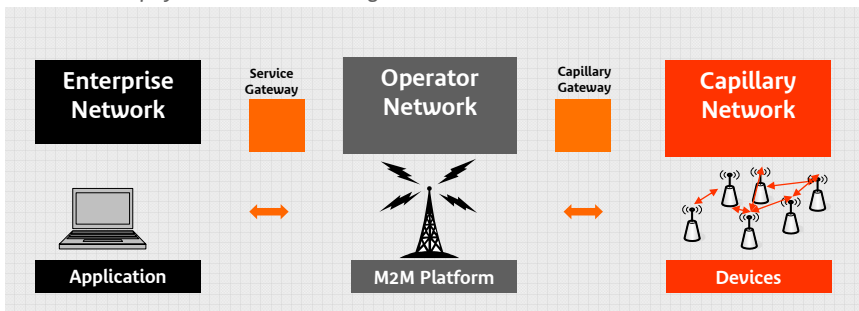 Enterprise
Network
Service
Gateway
Operator
Network
Capillary
Gateway
Capillary
Network
Application
M2M Platform
Devices